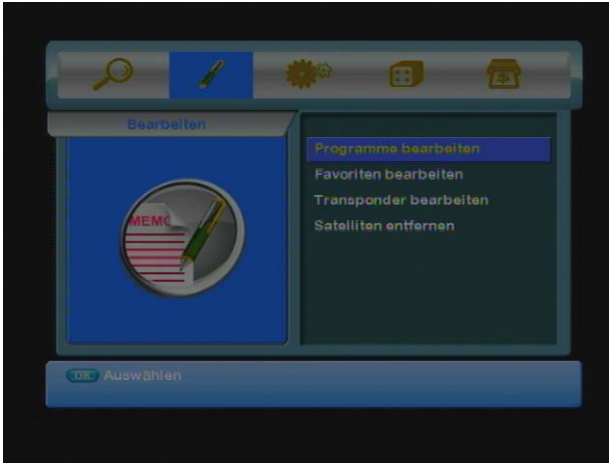 Bearbeiten
Programme bearbeiten
Favoriten bearbeiten
Transponder bearbeiten
Satelliten entfernen
MEMO
OK Auswählen